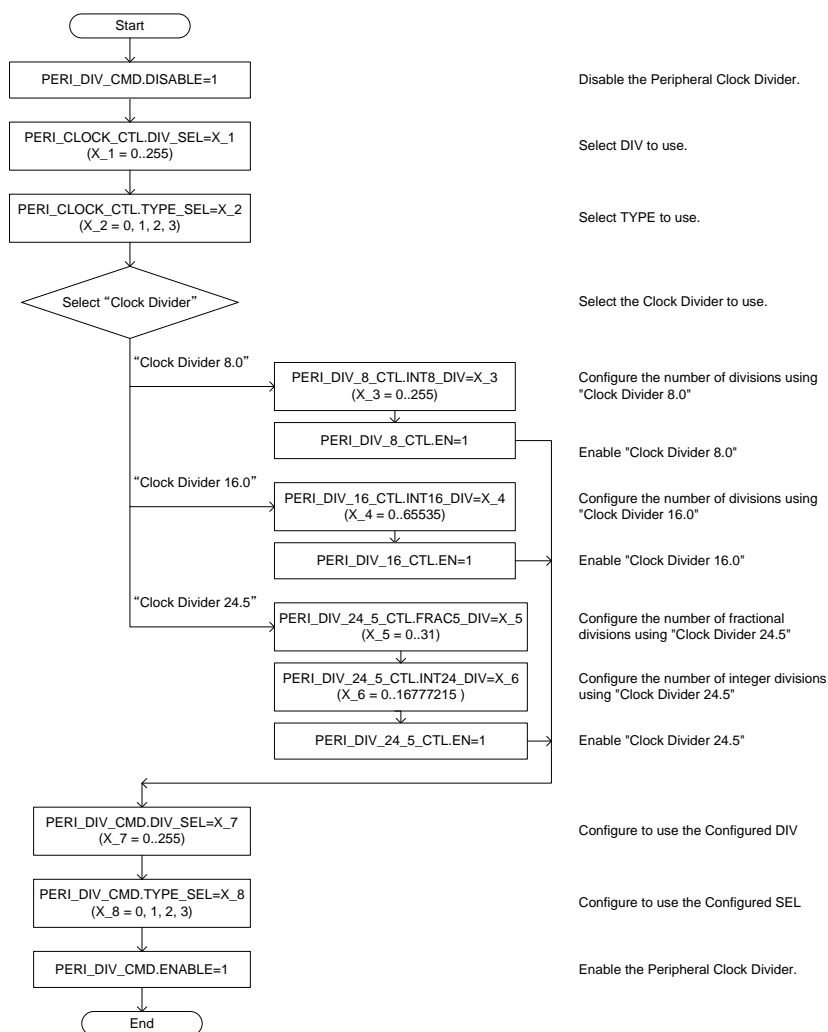 Start
PERI_DIV_CMD.DISABLE=1
Disable the Peripheral Clock Divider.
PERI_CLOCK_CTL.DIV_SEL=X_1
(X_1 = 0..255)
Select DIV to use.
PERI_CLOCK_CTL.TYPE_SEL=X_2
(X_2 = 0, 1, 2, 3)
Select TYPE to use.
Select “Clock Divider”
Select the Clock Divider to use.
“Clock Divider 8.0”
PERI_DIV_8_CTL.INT8_DIV=X_3
(X_3 = 0..255)
Configure the number of divisions using
"Clock Divider 8.0"
PERI_DIV_8_CTL.EN=1
Enable "Clock Divider 8.0"
“Clock Divider 16.0”
PERI_DIV_16_CTL.INT16_DIV=X_4
(X_4 = 0..65535)
Configure the number of divisions using
"Clock Divider 16.0"
PERI_DIV_16_CTL.EN=1
Enable "Clock Divider 16.0"
“Clock Divider 24.5”
PERI_DIV_24_5_CTL.FRAC5_DIV=X_5
(X_5 = 0..31)
Configure the number of fractional
divisions using "Clock Divider 24.5"
PERI_DIV_24_5_CTL.INT24_DIV=X_6
(X_6 = 0..16777215 )
Configure the number of integer divisions
using "Clock Divider 24.5"
PERI_DIV_24_5_CTL.EN=1
Enable "Clock Divider 24.5"
PERI_DIV_CMD.DIV_SEL=X_7
(X_7 = 0..255)
Configure to use the Configured DIV
PERI_DIV_CMD.TYPE_SEL=X_8
(X_8 = 0, 1, 2, 3)
Configure to use the Configured SEL
PERI_DIV_CMD.ENABLE=1
Enable the Peripheral Clock Divider.
End